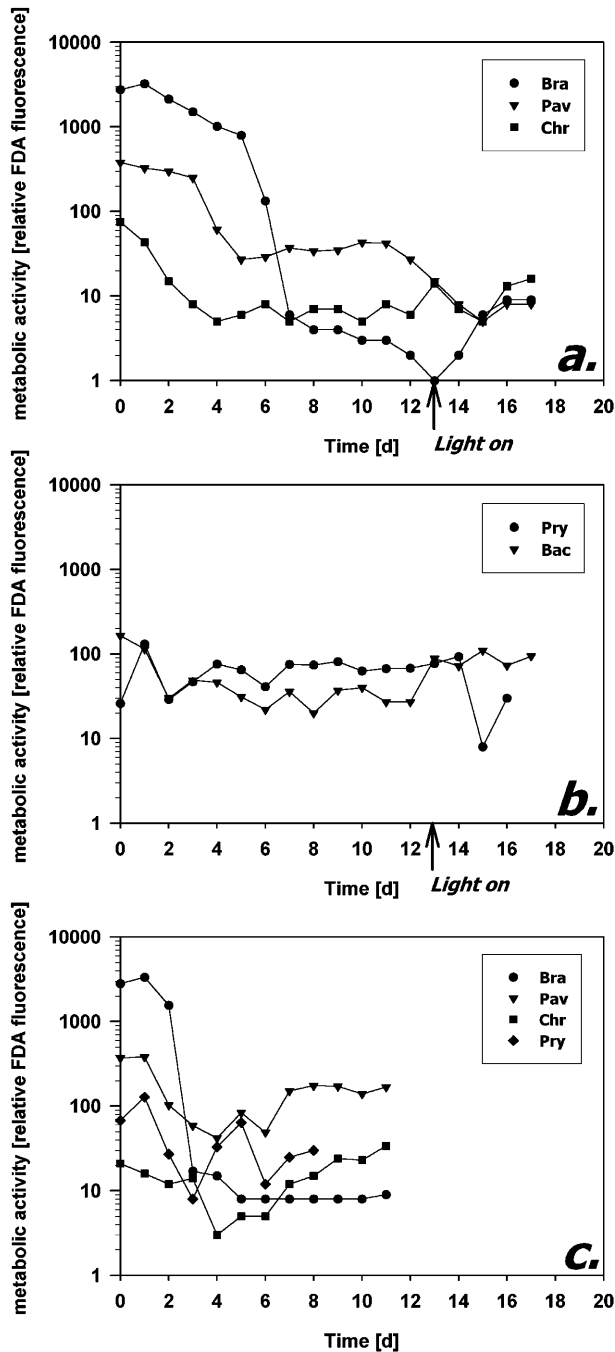 metabolic activity [relative FDA fluorescence]
10000
1000
100
10
1
Bra
Pav
Chr
a.
0 2 4 6 8 10 12 14 16 18 20
Time [d]
Light on
metabolic activity [relative FDA fluorescence]
10000
1000
100
10
1
Pry
Bac
b.
0 2 4 6 8 10 12 14 16 18 20
Time [d]
Light on
metabolic activity [relative FDA fluorescence]
10000
1000
100
10
1
Bra
Pav
Chr
Pry
c.
0 2 4 6 8 10 12 14 16 18 20
Time [d]